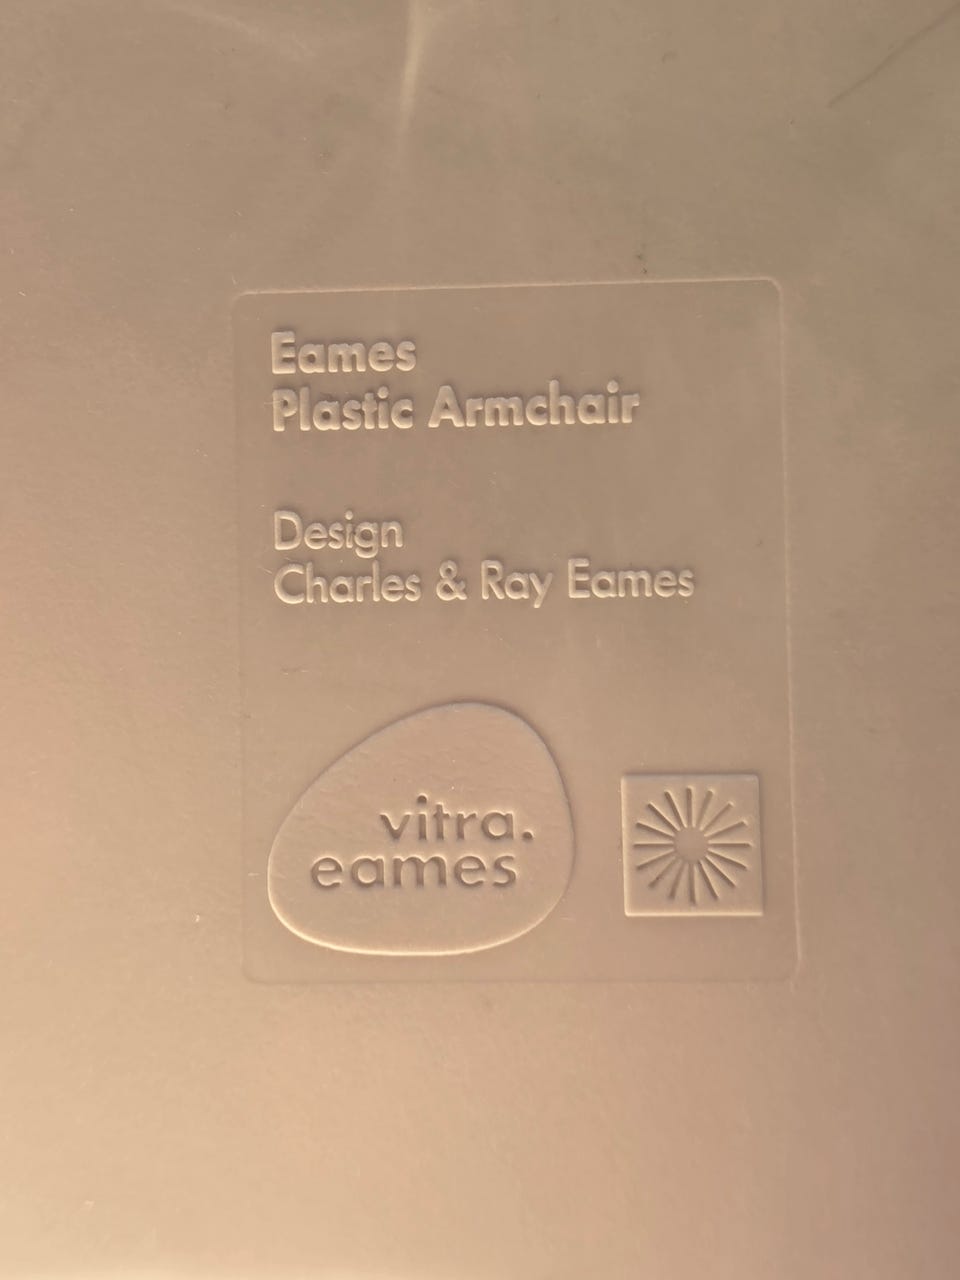 Eames
Plastic Armchair
Design
Charles & Ray Eames
vitra.
eames